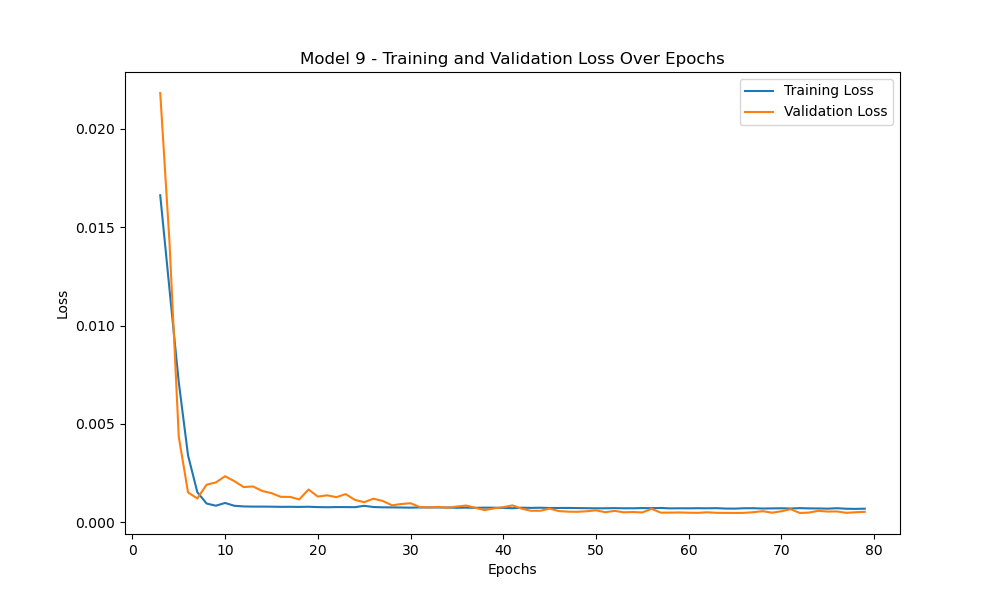 Model 9 - Training and Validation Loss Over Epochs
Training Loss
Validation Loss
0.020
0.015
0.010
0.005
0.000
Loss
0 10 20 30 40 50 60 70 80
Epochs